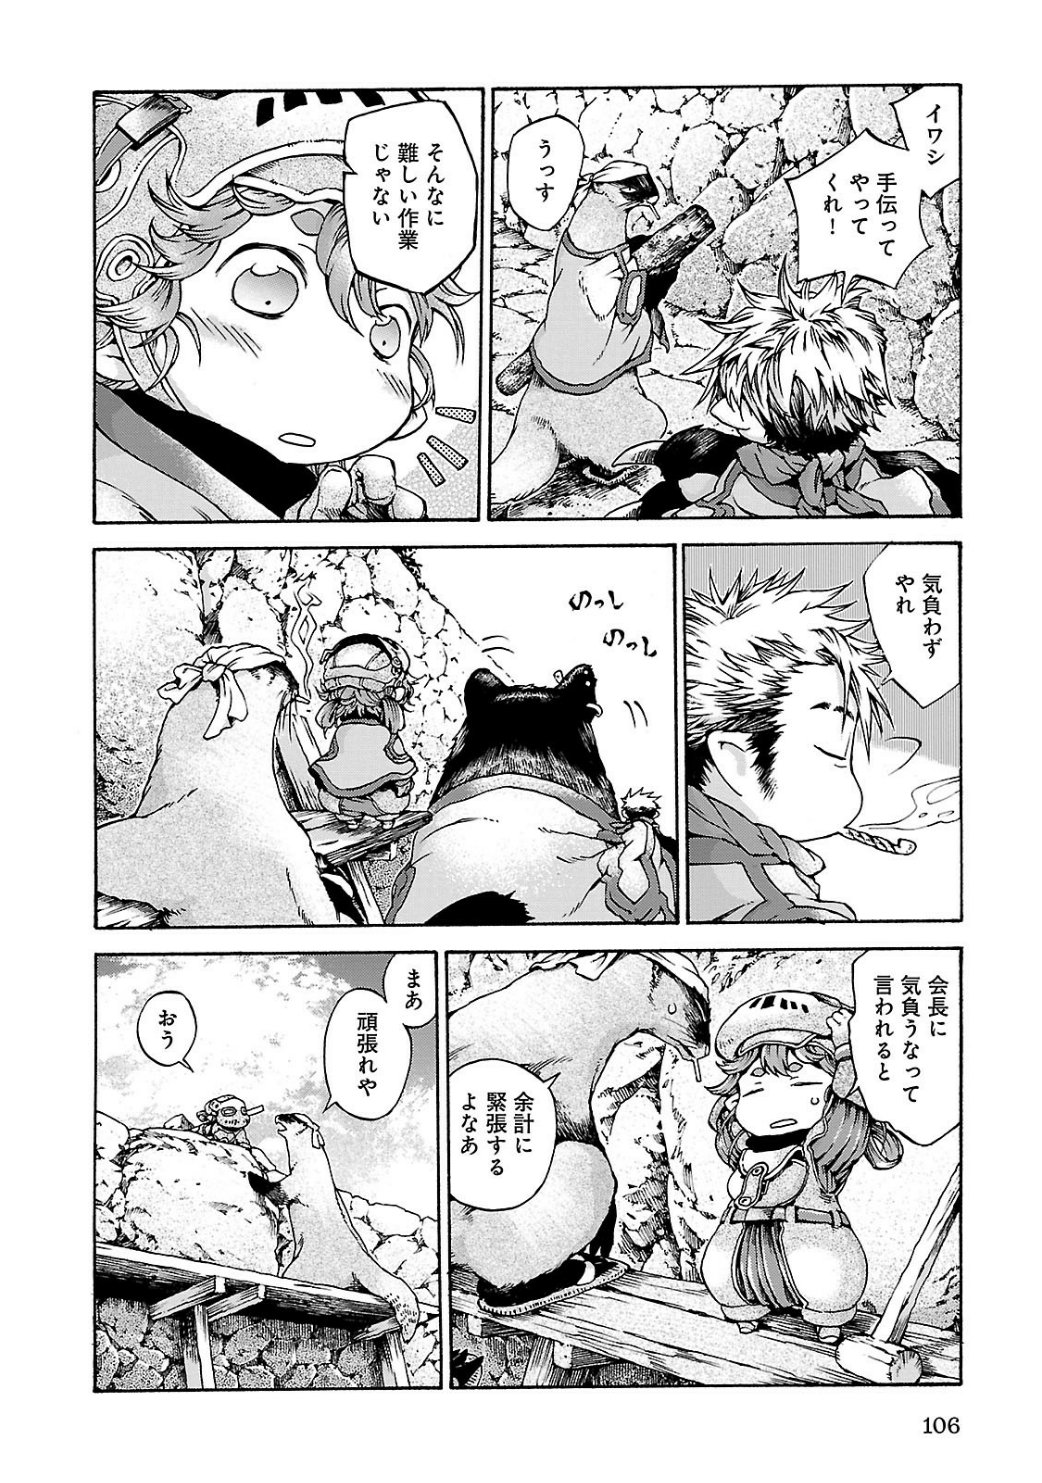 イワシ
手伝って
やって
くれ！
うっす
そんなに
難しい作業
じゃない
気負わず
やれ
のっし
のっし
会長に
気負うなって
言われると
余計に
緊張する
よなあ
まあ
頑張れや
おう
106